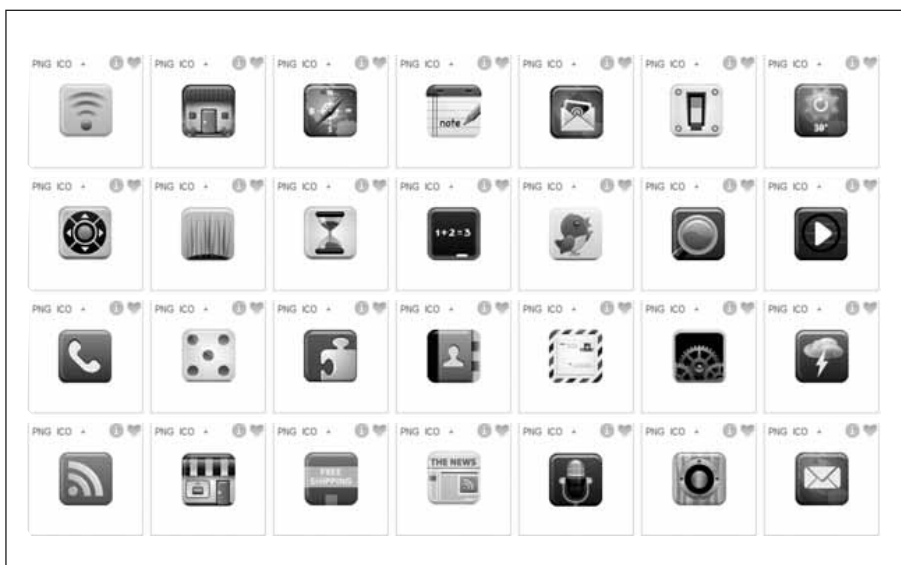 PNG ICO + PNG ICO + PNG ICO + PNG ICO + PNG ICO + PNG ICO + PNG ICO +
note
30°
PNG ICO + PNG ICO + PNG ICO + PNG ICO + PNG ICO + PNG ICO + PNG ICO +
1+2=3
PNG ICO + PNG ICO + PNG ICO + PNG ICO + PNG ICO + PNG ICO + PNG ICO +
PNG ICO + PNG ICO + PNG ICO + PNG ICO + PNG ICO + PNG ICO + PNG ICO +
FREE
SHIPPING
THE NEWS